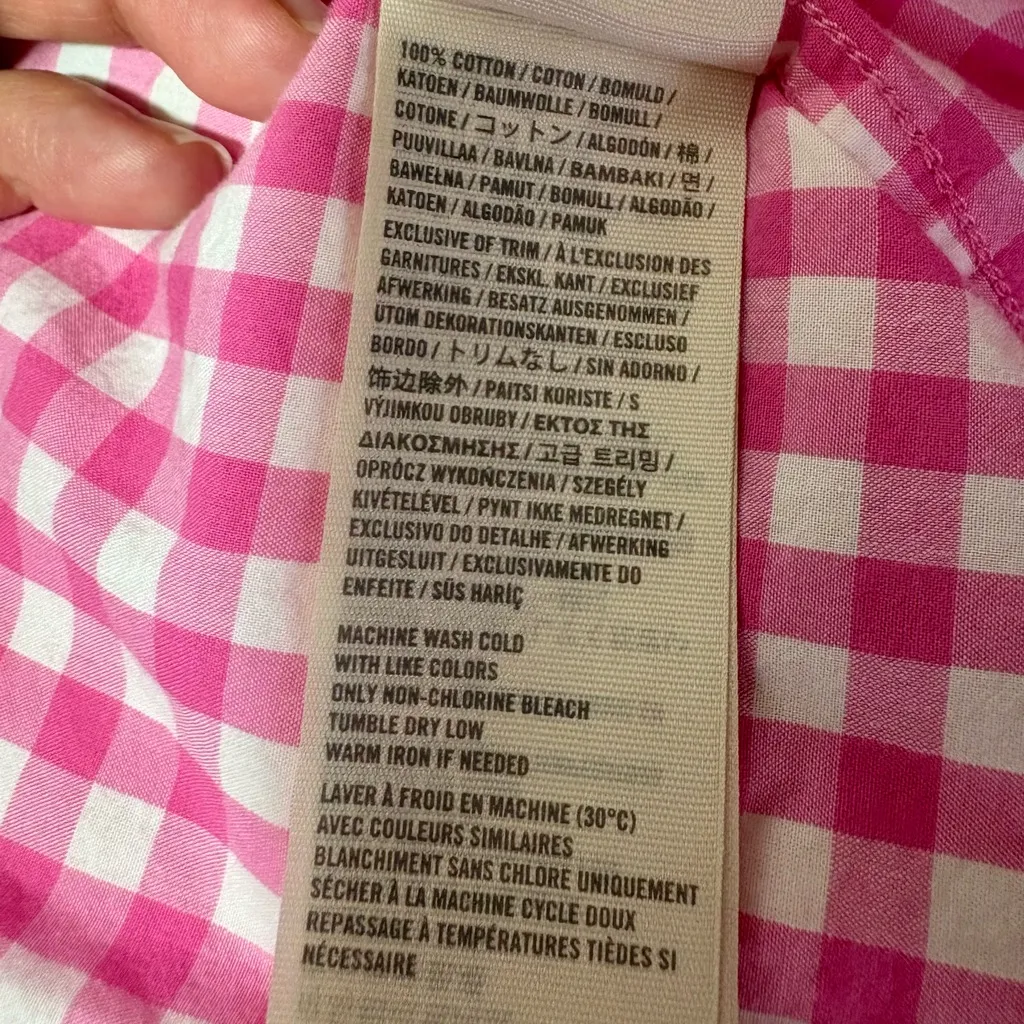 100% COTTON / COTON / BOMULD /
KATOEN / BAUMWOLLE / BOMULL /
COTONE / コットン / ALGODÓN / 棉 /
PUUVILLAA / BAVLNA / ΒΑΜΒΑΚΙ / 면 /
BAWEŁNA / PAMUT / BOMULL / ALGODÃO /
KATOEN / ALGODÃO / PAMUK
EXCLUSIVE OF TRIM / À L'EXCLUSION DES
GARNITURES / EKSKL. KANT / EXCLUSIEF
AFWERKING / BESATZ AUSGENOMMEN /
UTOM DEKORATIONSKANTEN / ESCLUSO
BORDO / トリムなし / SIN ADORNO /
饰边除外 / PAITSI KORISTE / S
VÝJIMKOU OBRUBY / ΕΚΤΟΣ ΤΗΣ
ΔΙΑΚΟΣΜΗΣΗΣ / 고급 트리밍 /
OPRÓCZ WYKOŃCZENIA / SZEGÉLY
KIVÉTELÉVEL / PYNT IKKE MEDREGNET /
EXCLUSIVO DO DETALHE / AFWERKING
UITGESLUIT / EXCLUSIVAMENTE DO
ENFEITE / SÜS HARİÇ
MACHINE WASH COLD
WITH LIKE COLORS
ONLY NON-CHLORINE BLEACH
TUMBLE DRY LOW
WARM IRON IF NEEDED
LAVER À FROID EN MACHINE (30°C)
AVEC COULEURS SIMILAIRES
BLANCHIMENT SANS CHLORE UNIQUEMENT
SÉCHER À LA MACHINE CYCLE DOUX
REPASSAGE À TEMPÉRATURES TIÈDES SI
NÉCESSAIRE